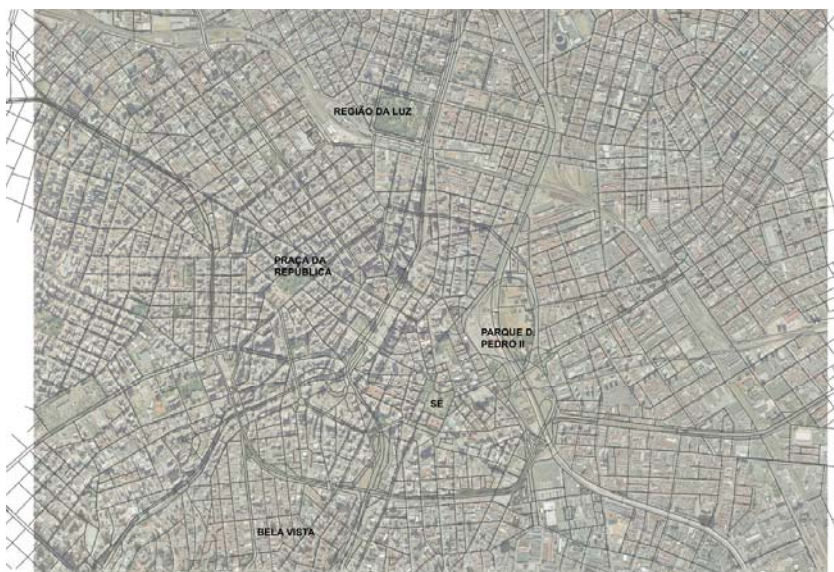 REGIÃO DA LUZ
PRAÇA DA
REPÚBLICA
PARQUE D.
PEDRO II
SÉ
BELA VISTA